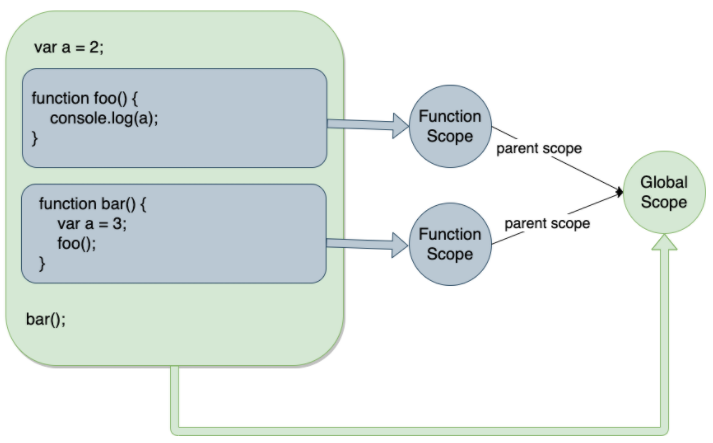 var a = 2;
function foo() {
console.log(a);
}
function bar() {
var a = 3;
foo();
}
bar();
Function
Scope
parent scope
Function
Scope
parent scope
Global
Scope